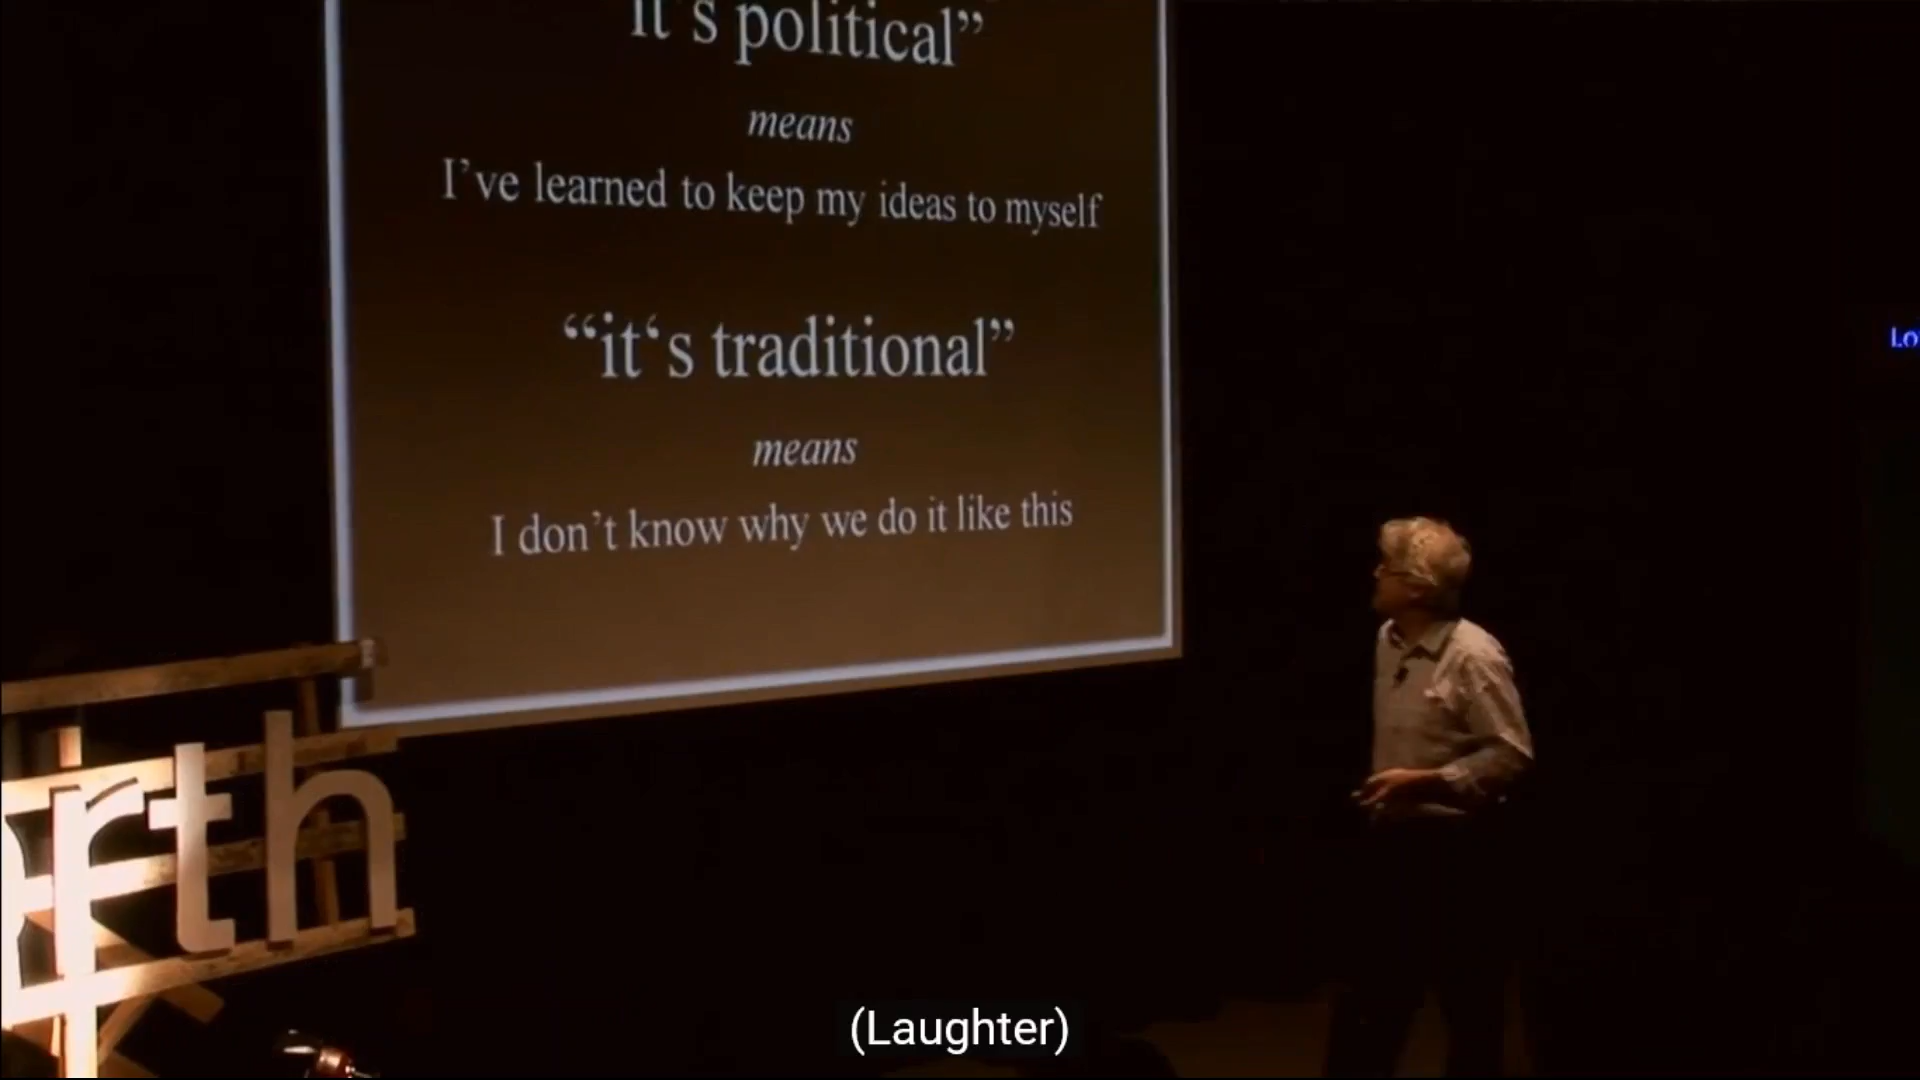 it's political”
means
I’ve learned to keep my ideas to myself
“it‘s traditional”
means
I don’t know why we do it like this
Lo
rth
(Laughter)